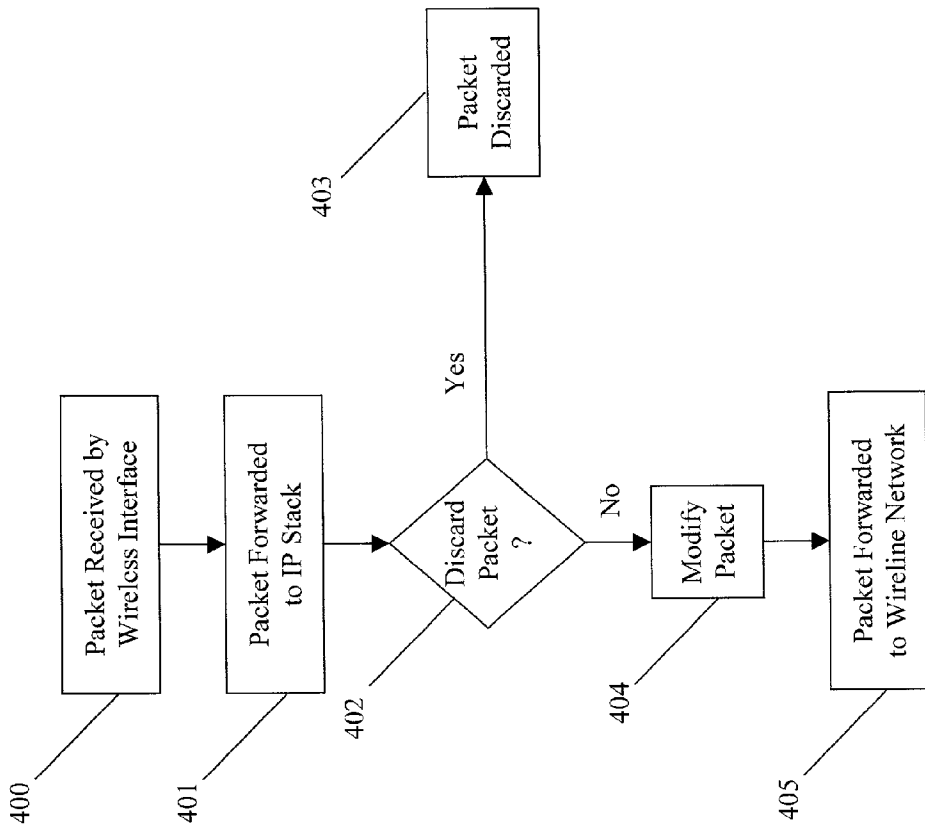 400
Packet Received by
Wireless Interface
401
Packet Forwarded
to IP Stack
402
Discard
Packet
?
Yes
403
Packet
Discarded
No
404
Modify
Packet
405
Packet Forwarded
to Wireline Network